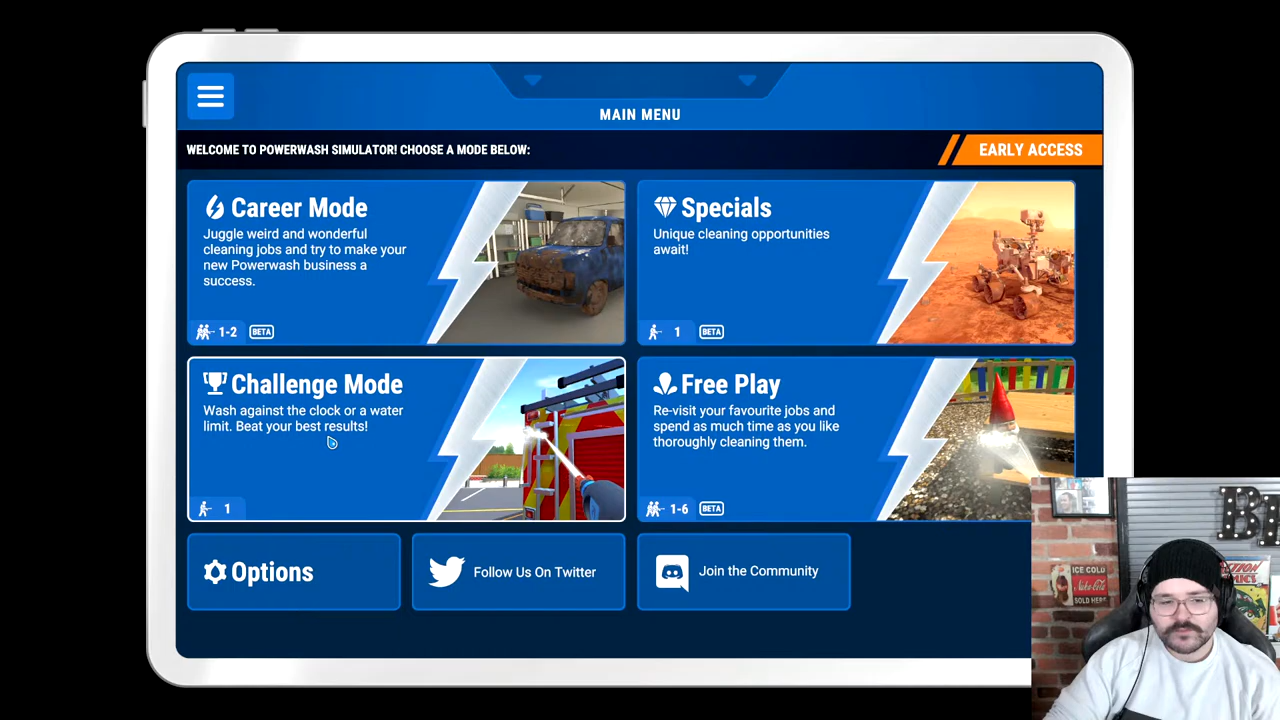 MAIN MENU
WELCOME TO POWERWASH SIMULATOR! CHOOSE A MODE BELOW:
EARLY ACCESS
Career Mode
Juggle weird and wonderful
cleaning jobs and try to make your
new Powerwash business a
success.
1-2 BETA
Specials
Unique cleaning opportunities
await!
1 BETA
Challenge Mode
Wash against the clock or a water
limit. Beat your best results!
1
Free Play
Re-visit your favourite jobs and
spend as much time as you like
thoroughly cleaning them.
1-6 BETA
Options
Follow Us On Twitter
Join the Community
ICE COLD
SOLD HERE
COMICS